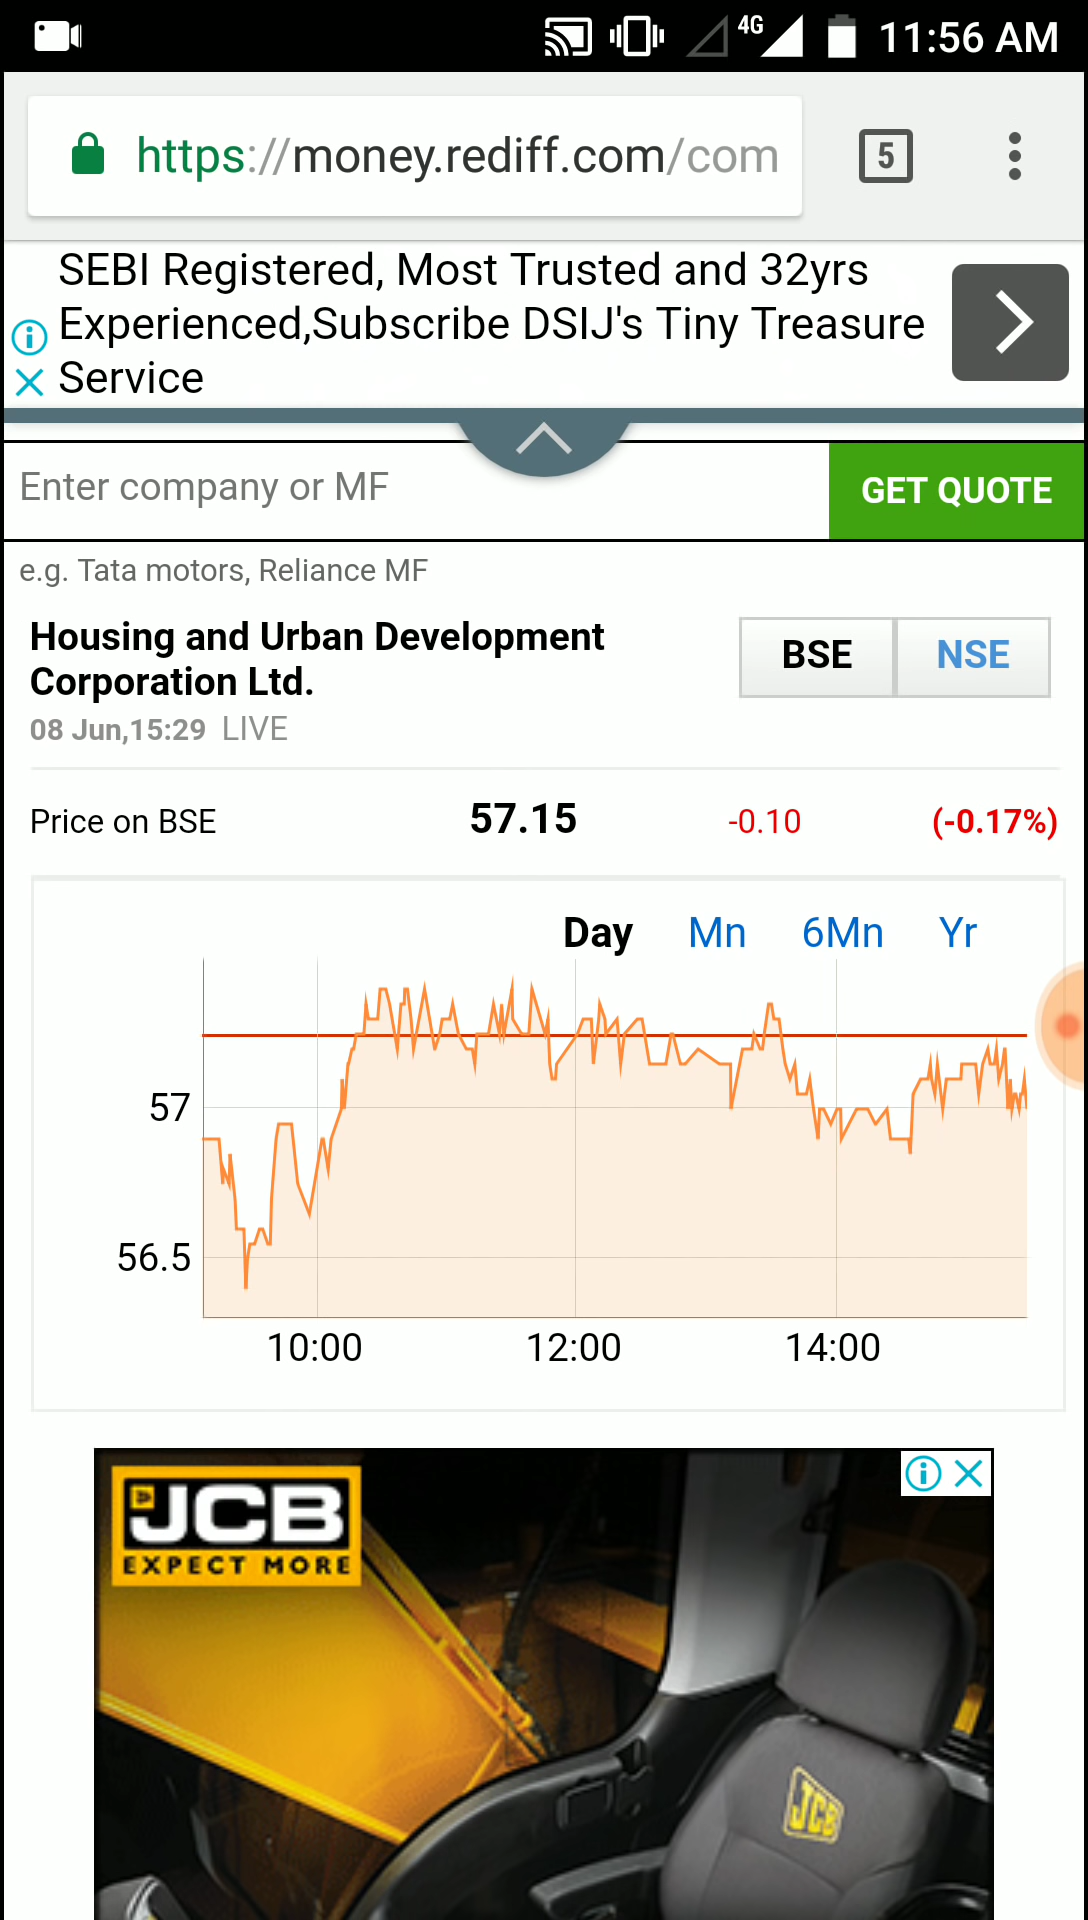 4G 11:56 AM
https://money.rediff.com/com
5
SEBI Registered, Most Trusted and 32yrs
Experienced,Subscribe DSIJ's Tiny Treasure
Service
Enter company or MF
GET QUOTE
e.g. Tata motors, Reliance MF
Housing and Urban Development
Corporation Ltd.
BSE NSE
08 Jun,15:29 LIVE
Price on BSE 57.15 -0.10 (-0.17%)
Day Mn 6Mn Yr
57
56.5
10:00 12:00 14:00
JCB
EXPECT MORE
JCB